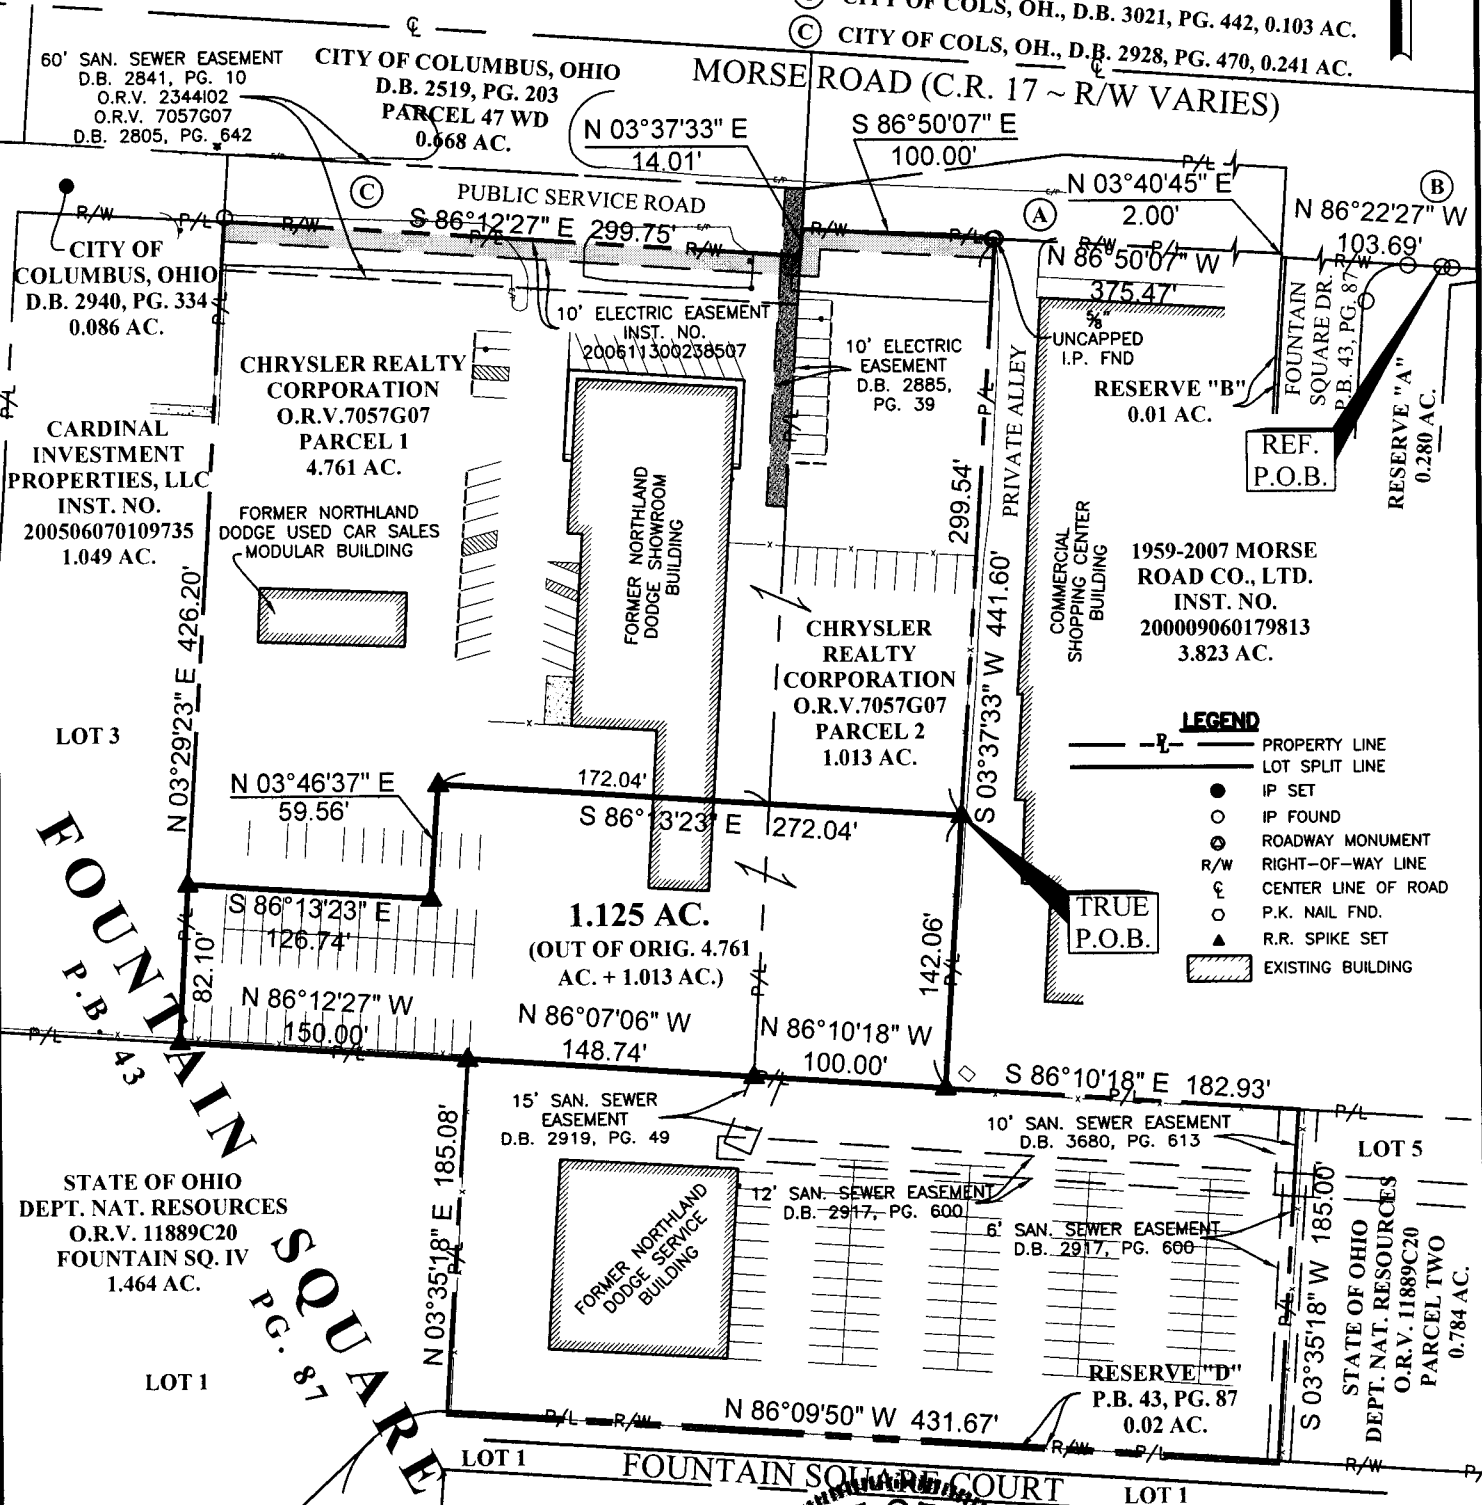 CITY OF COLS, OH., D.B. 3021, PG. 442, 0.103 AC.
C CITY OF COLS, OH., D.B. 2928, PG. 470, 0.241 AC.
MORSE ROAD (C.R. 17 ~ R/W VARIES)
60' SAN. SEWER EASEMENT
D.B. 2841, PG. 10
O.R.V. 2344I02
O.R.V. 7057G07
D.B. 2805, PG. 642
CITY OF COLUMBUS, OHIO
D.B. 2519, PG. 203
PARCEL 47 WD
0.668 AC.
N 03°37'33" E
14.01'
S 86°50'07" E
100.00'
P/L
N 03°40'45" E
2.00'
B
N 86°22'27" W
103.69'
C
PUBLIC SERVICE ROAD
S 86°12'27" E 299.75'
A
R/W
P/L
R/W
P/L
R/W
R/W
P/L
R/W P/L
R/W
N 86°50'07" W
375.47'
CITY OF
COLUMBUS, OHIO
D.B. 2940, PG. 334
0.086 AC.
10' ELECTRIC EASEMENT
INST. NO.
200611300238507
5/8"
UNCAPPED
I.P. FND
10' ELECTRIC
EASEMENT
D.B. 2885,
PG. 39
FOUNTAIN
SQUARE DR.
P.B. 43, PG. 87
RESERVE "B"
0.01 AC.
RESERVE "A"
0.280 AC.
REF.
P.O.B.
CHRYSLER REALTY
CORPORATION
O.R.V.7057G07
PARCEL 1
4.761 AC.
P/L
P/L
P/L
P/L
PRIVATE ALLEY
CARDINAL
INVESTMENT
PROPERTIES, LLC
INST. NO.
200506070109735
1.049 AC.
FORMER NORTHLAND
DODGE USED CAR SALES
MODULAR BUILDING
FORMER NORTHLAND
DODGE SHOWROOM
BUILDING
299.54'
S 03°37'33" W 441.60'
COMMERCIAL
SHOPPING CENTER
BUILDING
1959-2007 MORSE
ROAD CO., LTD.
INST. NO.
200009060179813
3.823 AC.
N 03°29'23" E 426.20'
CHRYSLER
REALTY
CORPORATION
O.R.V.7057G07
PARCEL 2
1.013 AC.
LOT 3
LEGEND
PROPERTY LINE
LOT SPLIT LINE
IP SET
IP FOUND
ROADWAY MONUMENT
R/W RIGHT-OF-WAY LINE
CENTER LINE OF ROAD
P.K. NAIL FND.
R.R. SPIKE SET
EXISTING BUILDING
N 03°46'37" E
59.56'
172.04'
S 86°13'23" E 272.04'
S 86°13'23" E
126.74'
P/L
82.10'
1.125 AC.
(OUT OF ORIG. 4.761
AC. + 1.013 AC.)
TRUE
P.O.B.
142.06'
P/L
P/L
N 86°12'27" W
150.00'
N 86°07'06" W
148.74'
N 86°10'18" W
100.00'
P/L
P/L
P/L
S 86°10'18" E 182.93'
P/L
P/L
FOUNTAIN SQUARE
P.B. 43 PG. 87
15' SAN. SEWER
EASEMENT
D.B. 2919, PG. 49
10' SAN. SEWER EASEMENT
D.B. 3680, PG. 613
LOT 5
N 03°35'18" E 185.08'
P/L
STATE OF OHIO
DEPT. NAT. RESOURCES
O.R.V. 11889C20
FOUNTAIN SQ. IV
1.464 AC.
12' SAN. SEWER EASEMENT
D.B. 2917, PG. 600
6' SAN. SEWER EASEMENT
D.B. 2917, PG. 600
FORMER NORTHLAND
DODGE SERVICE
BUILDING
P/L
S 03°35'18" W 185.00'
STATE OF OHIO
DEPT. NAT. RESOURCES
O.R.V. 11889C20
PARCEL TWO
0.784 AC.
LOT 1
RESERVE "D"
P.B. 43, PG. 87
0.02 AC.
P/L R/W
N 86°09'50" W 431.67'
R/W P/L
R/W
LOT 1
FOUNTAIN SQUARE COURT
LOT 1